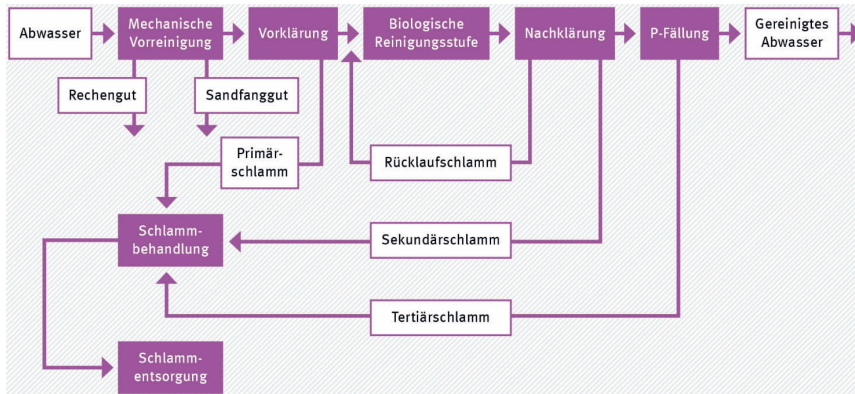 Abwasser
Mechanische
Vorreinigung
Vorklärung
Biologische
Reinigungsstufe
Nachklärung
P-Fällung
Gereinigtes
Abwasser
Rechengut
Sandfanggut
Primär-
schlamm
Rücklaufschlamm
Schlamm-
behandlung
Sekundärschlamm
Tertiärschlamm
Schlamm-
entsorgung